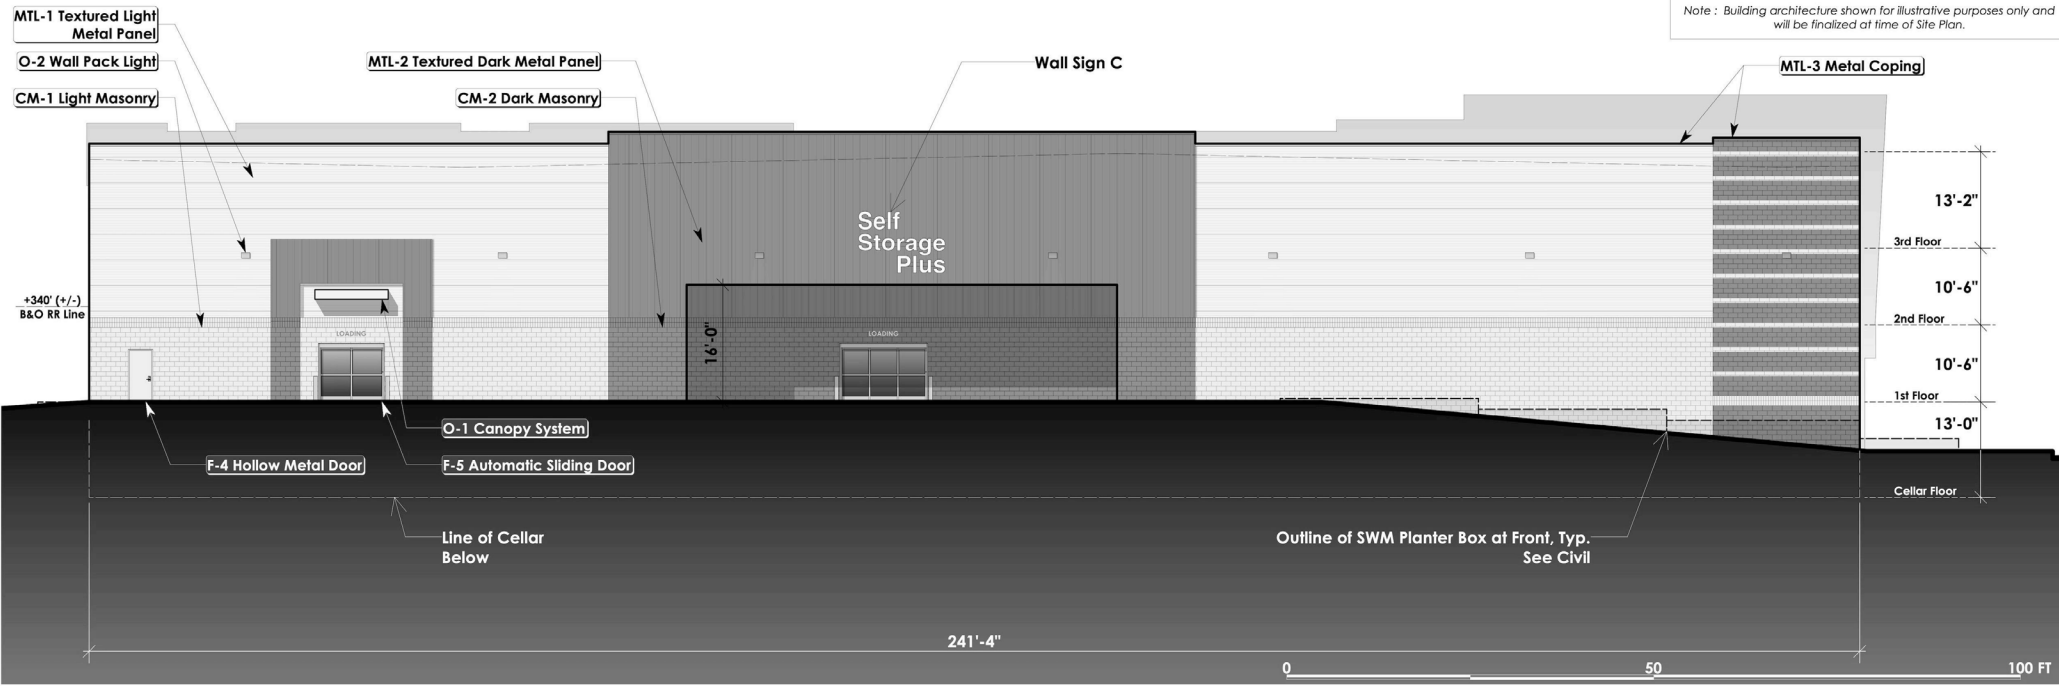 Note : Building architecture shown for illustrative purposes only and
will be finalized at time of Site Plan.
MTL-1 Textured Light
Metal Panel
O-2 Wall Pack Light
CM-1 Light Masonry
MTL-2 Textured Dark Metal Panel
CM-2 Dark Masonry
Wall Sign C
MTL-3 Metal Coping
Self
Storage
Plus
13'-2"
3rd Floor
10'-6"
2nd Floor
10'-6"
1st Floor
13'-0"
Cellar Floor
+340' (+/-)
B&O RR Line
LOADING
16'-0"
LOADING
O-1 Canopy System
F-4 Hollow Metal Door
F-5 Automatic Sliding Door
Line of Cellar
Below
Outline of SWM Planter Box at Front, Typ.
See Civil
241'-4"
0 50 100 FT